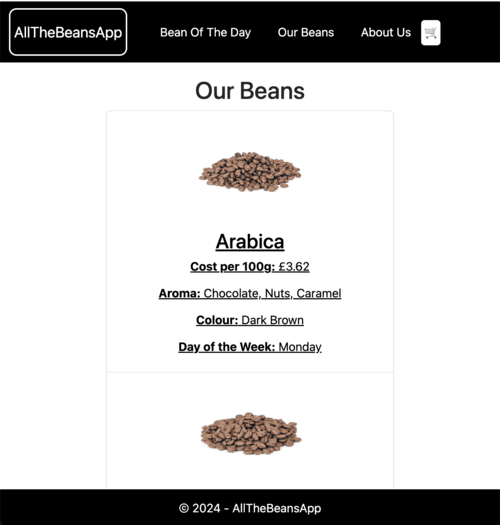 AllTheBeansApp
Bean Of The Day
Our Beans
About Us
Our Beans
Arabica
Cost per 100g: £3.62
Aroma: Chocolate, Nuts, Caramel
Colour: Dark Brown
Day of the Week: Monday
© 2024 - AllTheBeansApp